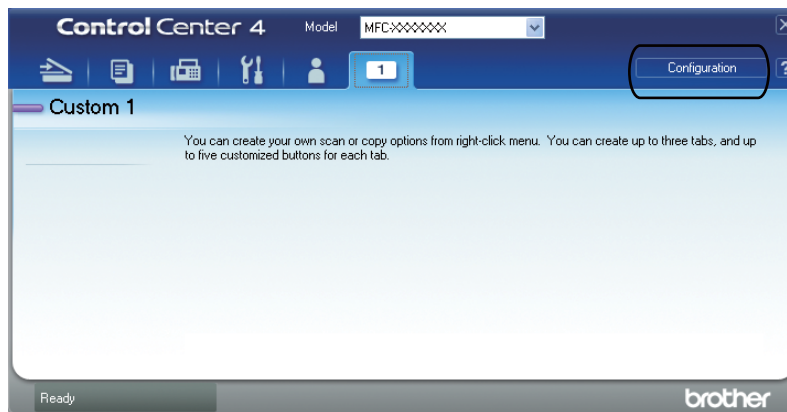 Control Center 4
Model
MFC-XXXXXX
1
Configuration
?
Custom 1
You can create your own scan or copy options from right-click menu.  You can create up to three tabs, and up
to five customized buttons for each tab.
Ready
brother